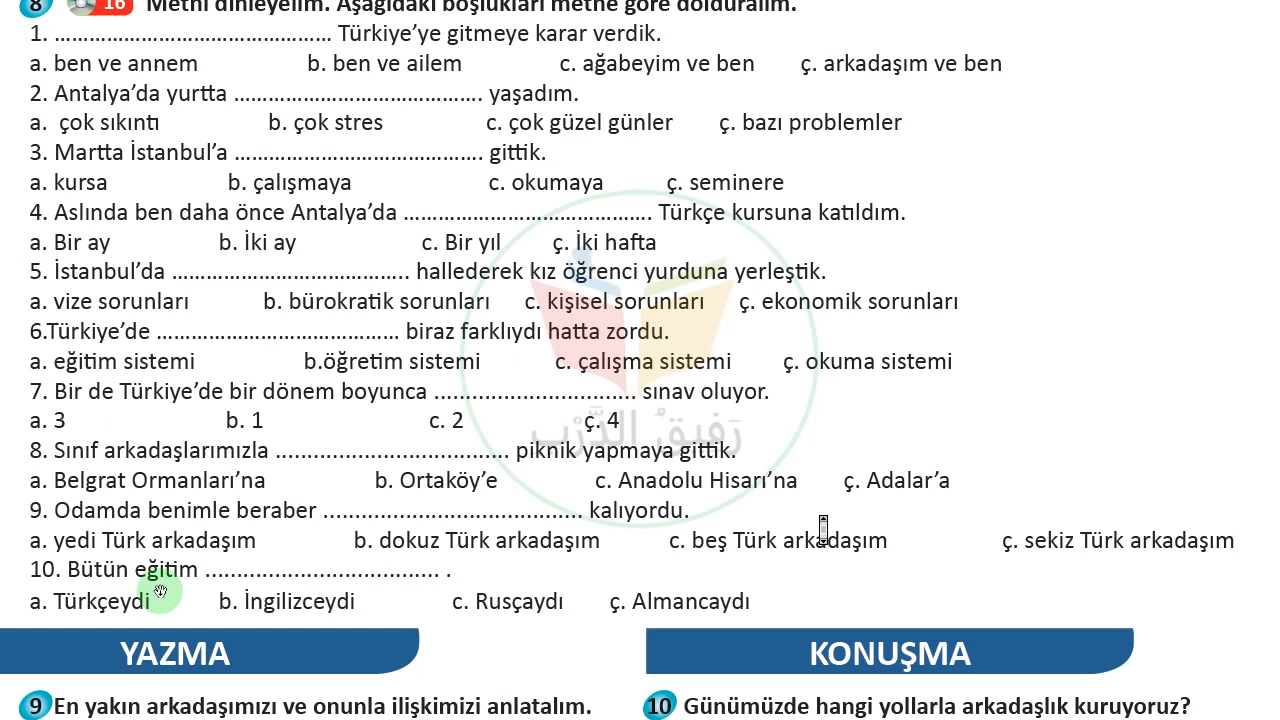 8 16 Metni dinleyelim. Aşağıdaki boşlukları metne göre dolduralım.
1. ………………………………………… Türkiye’ye gitmeye karar verdik.
a. ben ve annem b. ben ve ailem c. ağabeyim ve ben ç. arkadaşım ve ben
2. Antalya’da yurtta ……………………………………. yaşadım.
a. çok sıkıntı b. çok stres c. çok güzel günler ç. bazı problemler
3. Martta İstanbul’a ……………………………………. gittik.
a. kursa b. çalışmaya c. okumaya ç. seminere
4. Aslında ben daha önce Antalya’da ……………………………………. Türkçe kursuna katıldım.
a. Bir ay b. İki ay c. Bir yıl ç. İki hafta
5. İstanbul’da ………………………………….. hallederek kız öğrenci yurduna yerleştik.
a. vize sorunları b. bürokratik sorunları c. kişisel sorunları ç. ekonomik sorunları
6.Türkiye’de …………………………………… biraz farklıydı hatta zordu.
a. eğitim sistemi b.öğretim sistemi c. çalışma sistemi ç. okuma sistemi
7. Bir de Türkiye’de bir dönem boyunca ................................. sınav oluyor.
a. 3 b. 1 c. 2 ç. 4
رَفيقُ الدَّرْب
8. Sınıf arkadaşlarımızla ...................................... piknik yapmaya gittik.
a. Belgrat Ormanları’na b. Ortaköy’e c. Anadolu Hisarı’na ç. Adalar’a
9. Odamda benimle beraber .......................................... kalıyordu.
a. yedi Türk arkadaşım b. dokuz Türk arkadaşım c. beş Türk arkadaşım ç. sekiz Türk arkadaşım
10. Bütün eğitim ...................................... .
a. Türkçeydi b. İngilizceydi c. Rusçaydı ç. Almancaydı
YAZMA KONUŞMA
9 En yakın arkadaşımızı ve onunla ilişkimizi anlatalım. 10 Günümüzde hangi yollarla arkadaşlık kuruyoruz?